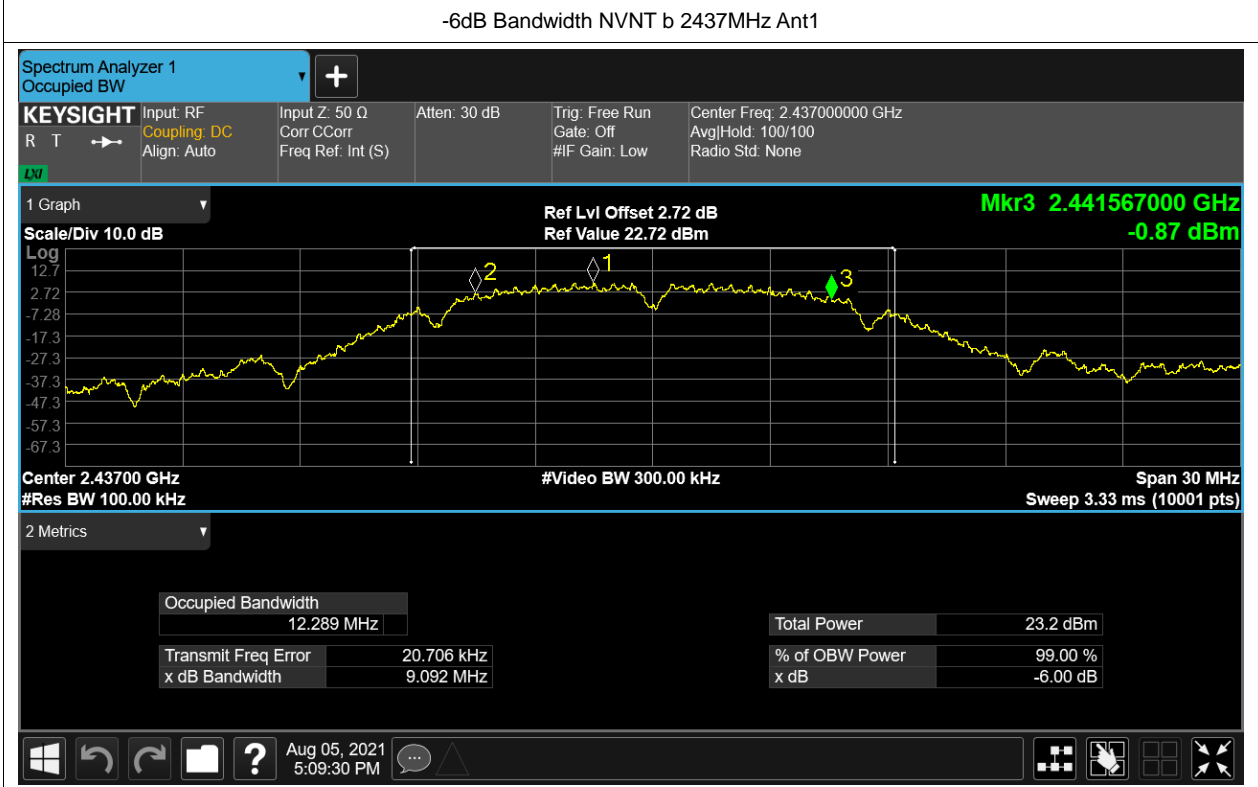 -6dB Bandwidth NVNT b 2437MHz Ant1
Spectrum Analyzer 1
Occupied BW
+
KEYSIGHT
R T
LXI
Input: RF
Coupling: DC
Align: Auto
Input Z: 50 Ω
Corr CCorr
Freq Ref: Int (S)
Atten: 30 dB
Trig: Free Run
Gate: Off
#IF Gain: Low
Center Freq: 2.437000000 GHz
Avg|Hold: 100/100
Radio Std: None
1 Graph
Scale/Div 10.0 dB
Ref Lvl Offset 2.72 dB
Ref Value 22.72 dBm
Mkr3 2.441567000 GHz
-0.87 dBm
Log
12.7
2.72
-7.28
-17.3
-27.3
-37.3
-47.3
-57.3
-67.3
2
1
3
Center 2.43700 GHz
#Res BW 100.00 kHz
#Video BW 300.00 kHz
Span 30 MHz
Sweep 3.33 ms (10001 pts)
2 Metrics
Occupied Bandwidth
12.289 MHz
Transmit Freq Error 20.706 kHz
x dB Bandwidth 9.092 MHz
Total Power 23.2 dBm
% of OBW Power 99.00 %
x dB -6.00 dB
?
Aug 05, 2021
5:09:30 PM